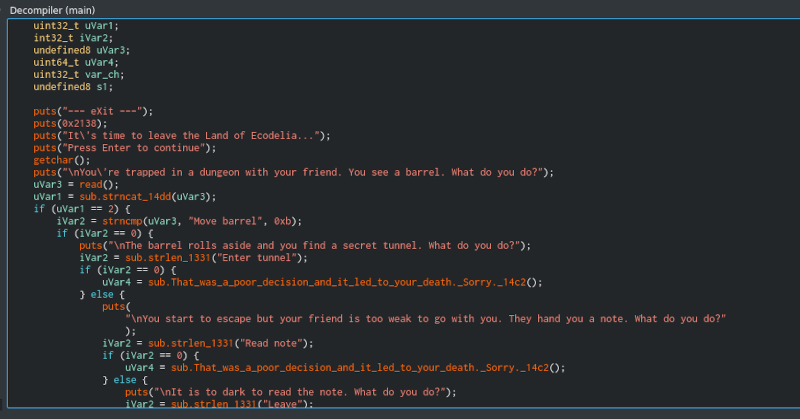 Decompiler (main)
uint32_t uVar1;
int32_t iVar2;
undefined8 uVar3;
uint64_t uVar4;
uint32_t var_ch;
undefined8 s1;
puts("--- eXit ---");
puts(0x2138);
puts("It\'s time to leave the Land of Ecodelia...");
puts("Press Enter to continue");
getchar();
puts("\nYou\'re trapped in a dungeon with your friend. You see a barrel. What do you do?");
uVar3 = read();
uVar1 = sub.strncat_14dd(uVar3);
if (uVar1 == 2) {
iVar2 = strncmp(uVar3, "Move barrel", 0xb);
if (iVar2 == 0) {
puts("\nThe barrel rolls aside and you find a secret tunnel. What do you do?");
iVar2 = sub.strlen_1331("Enter tunnel");
if (iVar2 == 0) {
uVar4 = sub.That_was_a_poor_decision_and_it_led_to_your_death._Sorry._14c2();
} else {
puts(
"\nYou start to escape but your friend is too weak to go with you. They hand you a note. What do you do?"
);
iVar2 = sub.strlen_1331("Read note");
if (iVar2 == 0) {
uVar4 = sub.That_was_a_poor_decision_and_it_led_to_your_death._Sorry._14c2();
} else {
puts("\nIt is to dark to read the note. What do you do?");
iVar2 = sub.strlen_1331("Leave");